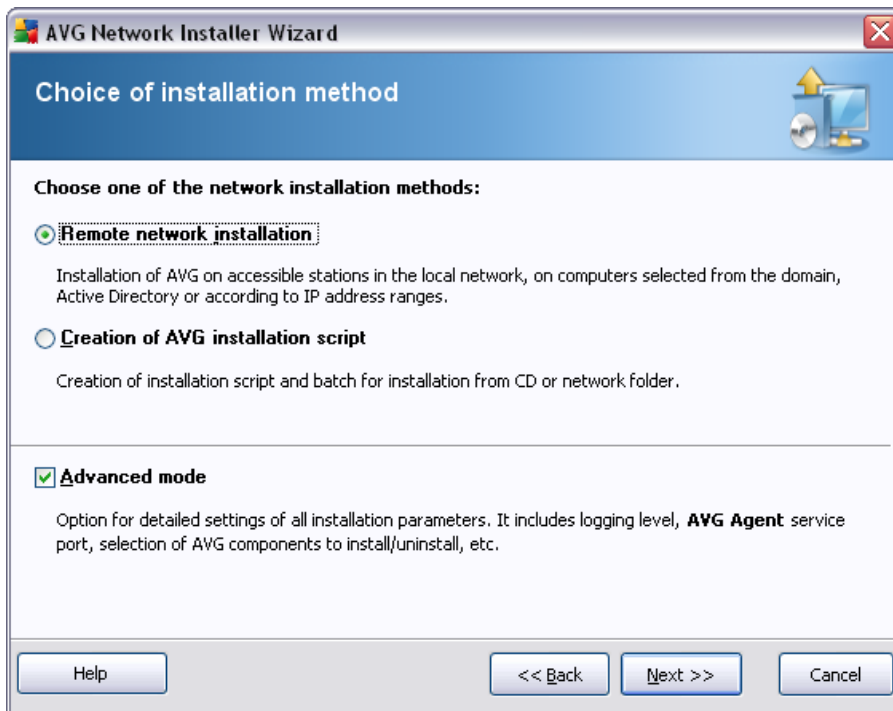 AVG Network Installer Wizard
Choice of installation method
Choose one of the network installation methods:
Remote network installation
Installation of AVG on accessible stations in the local network, on computers selected from the domain,
Active Directory or according to IP address ranges.
Creation of AVG installation script
Creation of installation script and batch for installation from CD or network folder.
Advanced mode
Option for detailed settings of all installation parameters. It includes logging level, AVG Agent service
port, selection of AVG components to install/uninstall, etc.
Help
<< Back
Next >>
Cancel